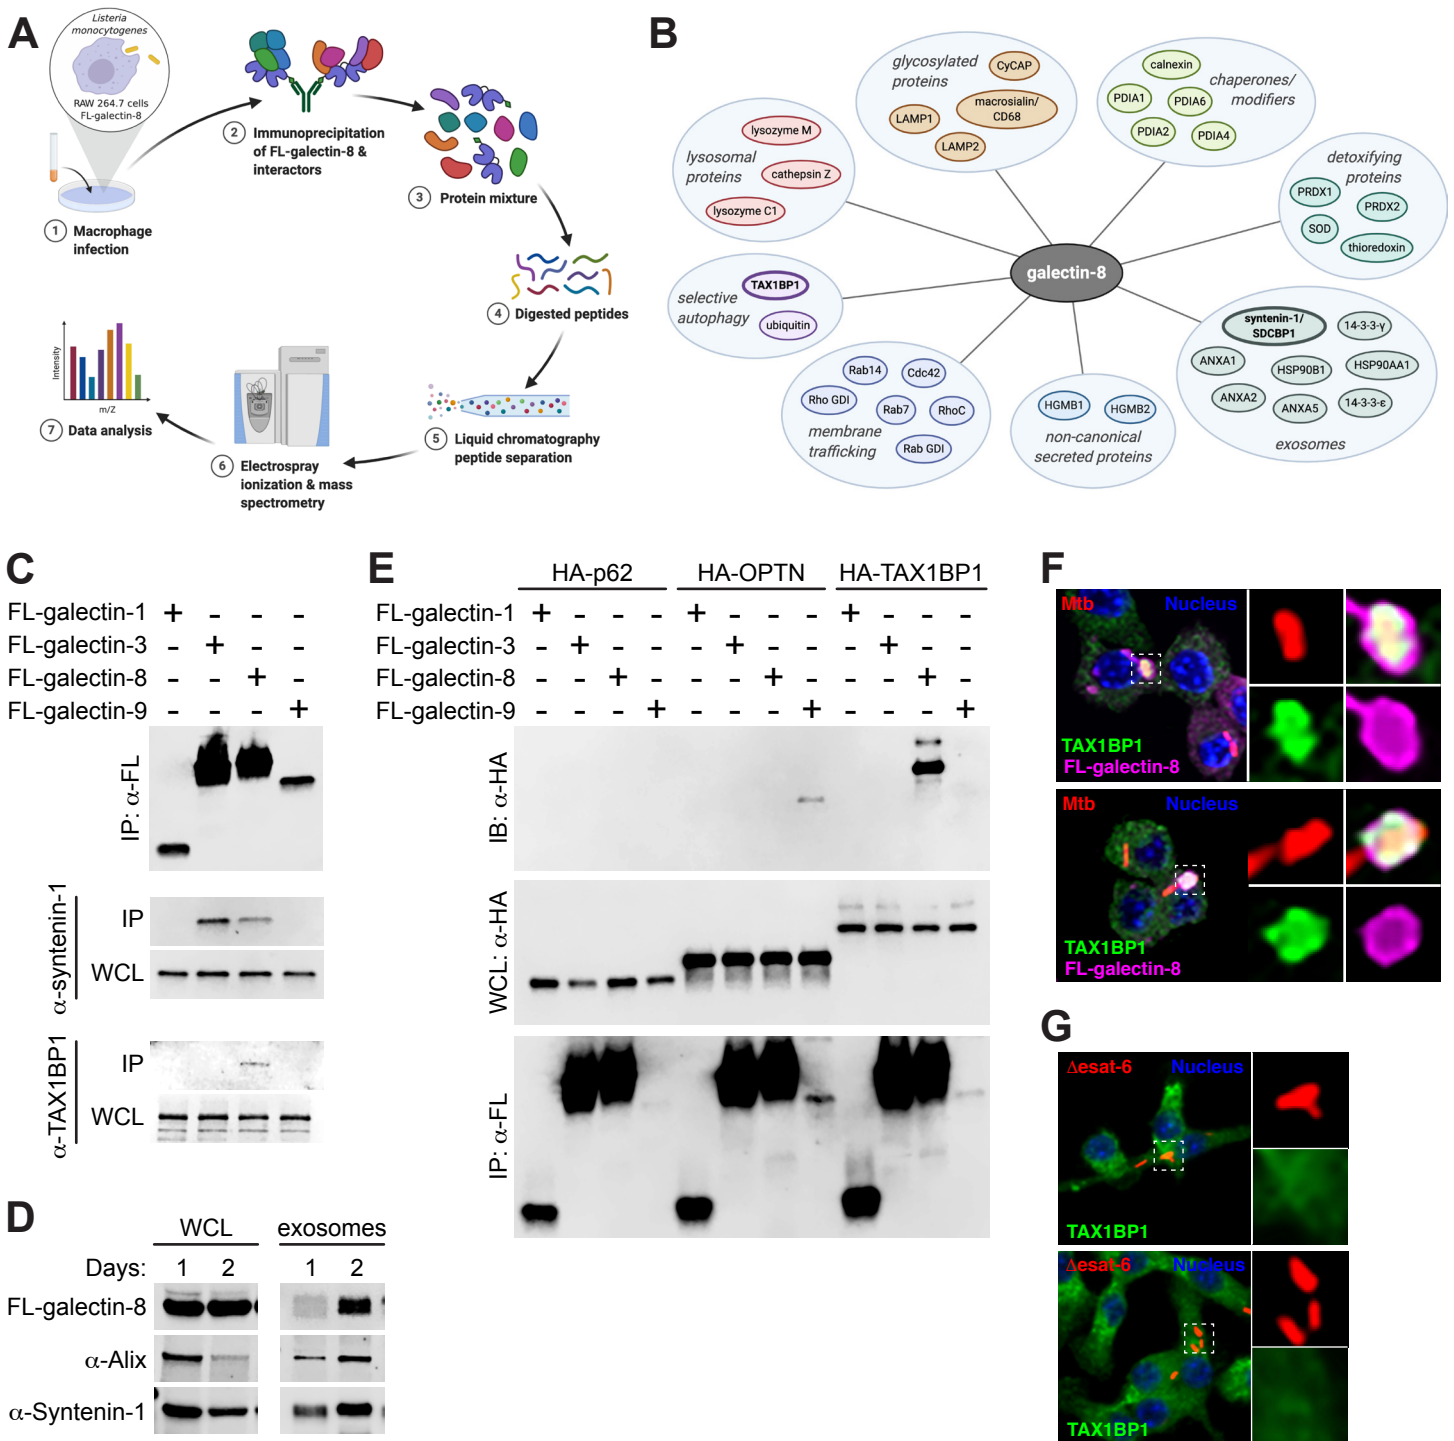 A
Listeria
monocytogenes
RAW 264.7 cells
FL-galectin-8
1 Macrophage
infection
2 Immunoprecipitation
of FL-galectin-8 &
interactors
3 Protein mixture
4 Digested peptides
5 Liquid chromatography
peptide separation
6 Electrospray
ionization & mass
spectrometry
Intensity
m/Z
7 Data analysis
B
galectin-8
glycosylated
proteins
CyCAP
LAMP1
macrosialin/
CD68
LAMP2
chaperones/
modifiers
calnexin
PDIA1
PDIA6
PDIA2
PDIA4
lysosomal
proteins
lysozyme M
cathepsin Z
lysozyme C1
detoxifying
proteins
PRDX1
PRDX2
SOD
thioredoxin
selective
autophagy
TAX1BP1
ubiquitin
syntenin-1/
SDCBP1
14-3-3-γ
ANXA1
HSP90B1
HSP90AA1
ANXA2
ANXA5
14-3-3-ε
exosomes
Rab14
Cdc42
Rho GDI
Rab7
RhoC
membrane
trafficking
Rab GDI
HGMB1
HGMB2
non-canonical
secreted proteins
C
FL-galectin-1 + - - -
FL-galectin-3 - + - -
FL-galectin-8 - - + -
FL-galectin-9 - - - +
IP: α-FL
α-syntenin-1
IP
WCL
α-TAX1BP1
IP
WCL
D
WCL exosomes
Days: 1 2 1 2
FL-galectin-8
α-Alix
α-Syntenin-1
E
HA-p62 HA-OPTN HA-TAX1BP1
FL-galectin-1 + - - - + - - - + - - -
FL-galectin-3 - + - - - + - - - + - -
FL-galectin-8 - - + - - - + - - - + -
FL-galectin-9 - - - + - - - + - - - +
IB: α-HA
WCL: α-HA
IP: α-FL
F
Mtb Nucleus
TAX1BP1
FL-galectin-8
Mtb Nucleus
TAX1BP1
FL-galectin-8
G
Δesat-6 Nucleus
TAX1BP1
Δesat-6 Nucleus
TAX1BP1